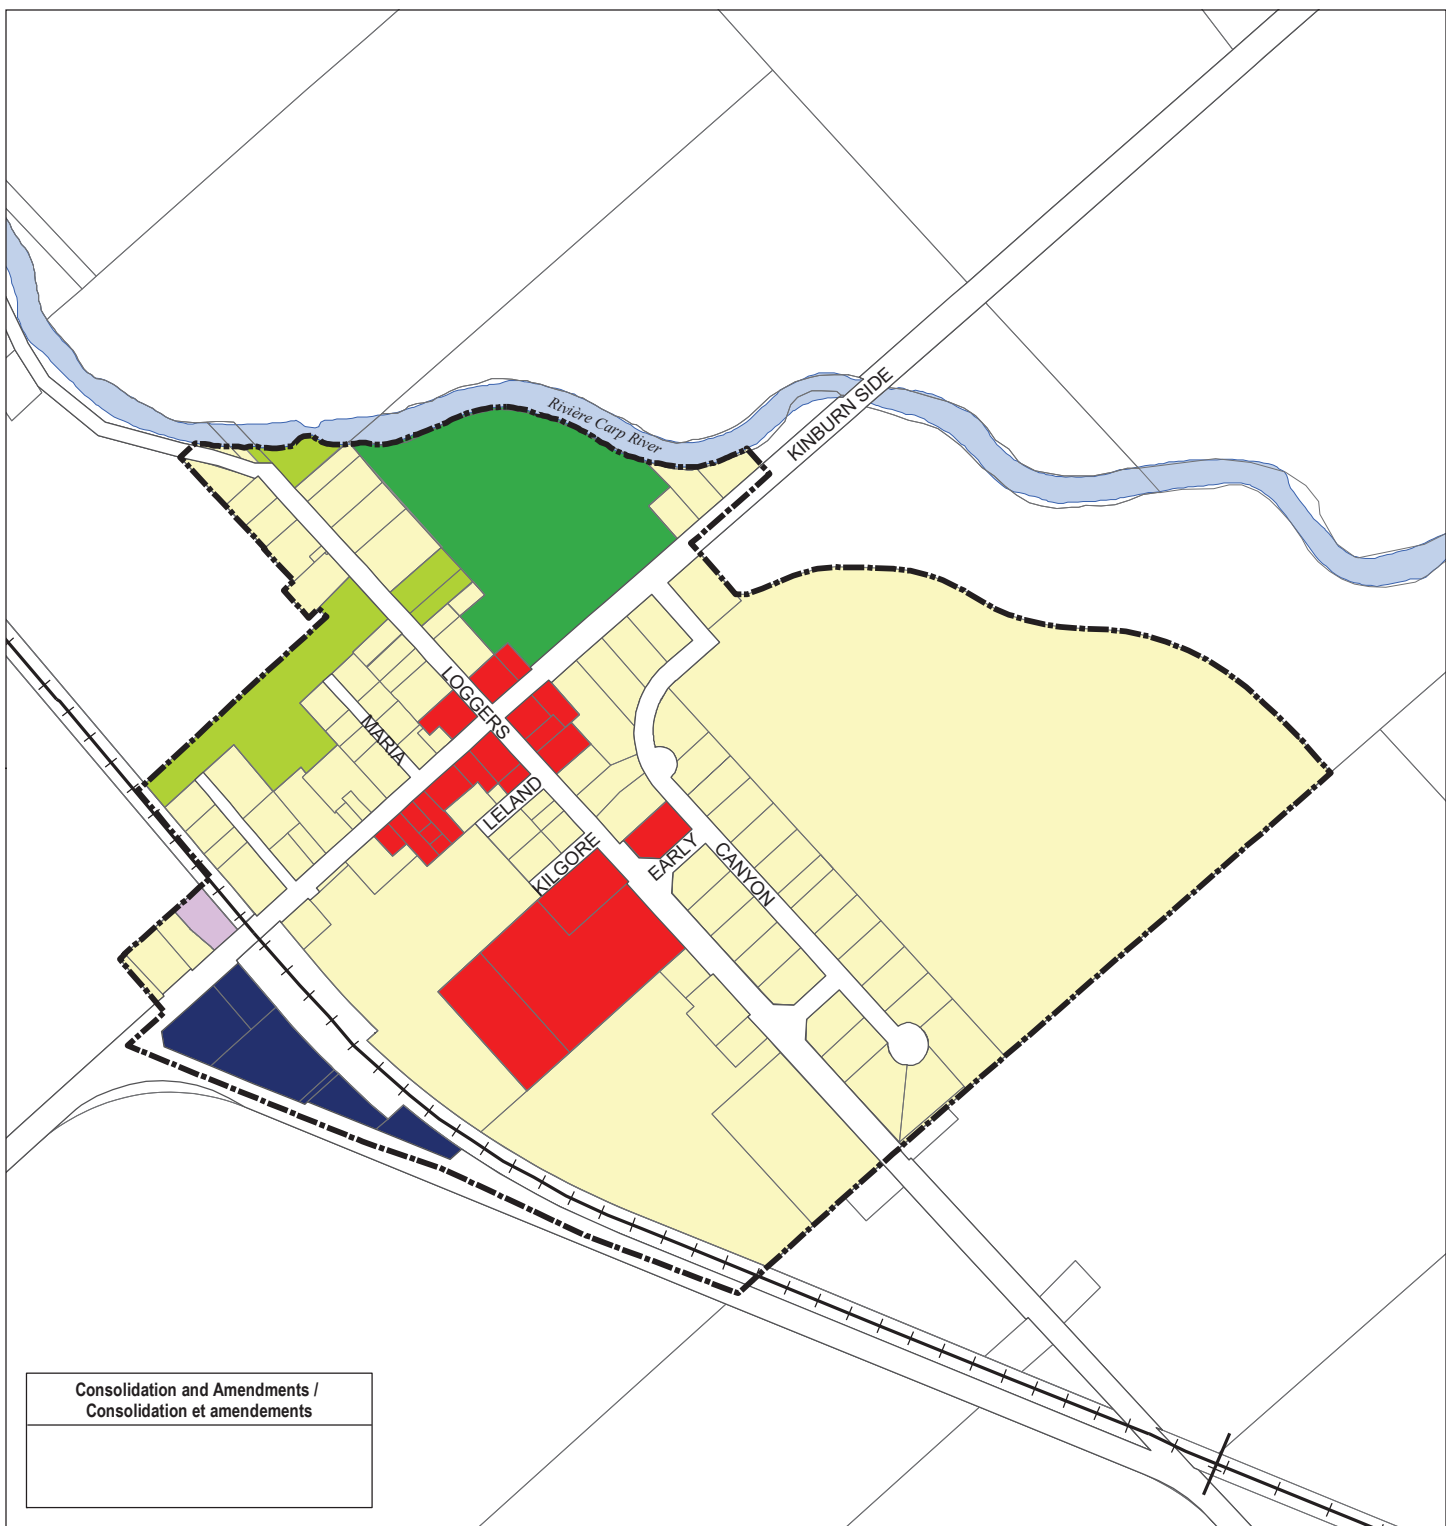 KINBURN SIDE
Rivière Carp River
LOGGERS
MARIA
LELAND
KILGORE
EARLY
CANYON
Consolidation and Amendments /
Consolidation et amendements